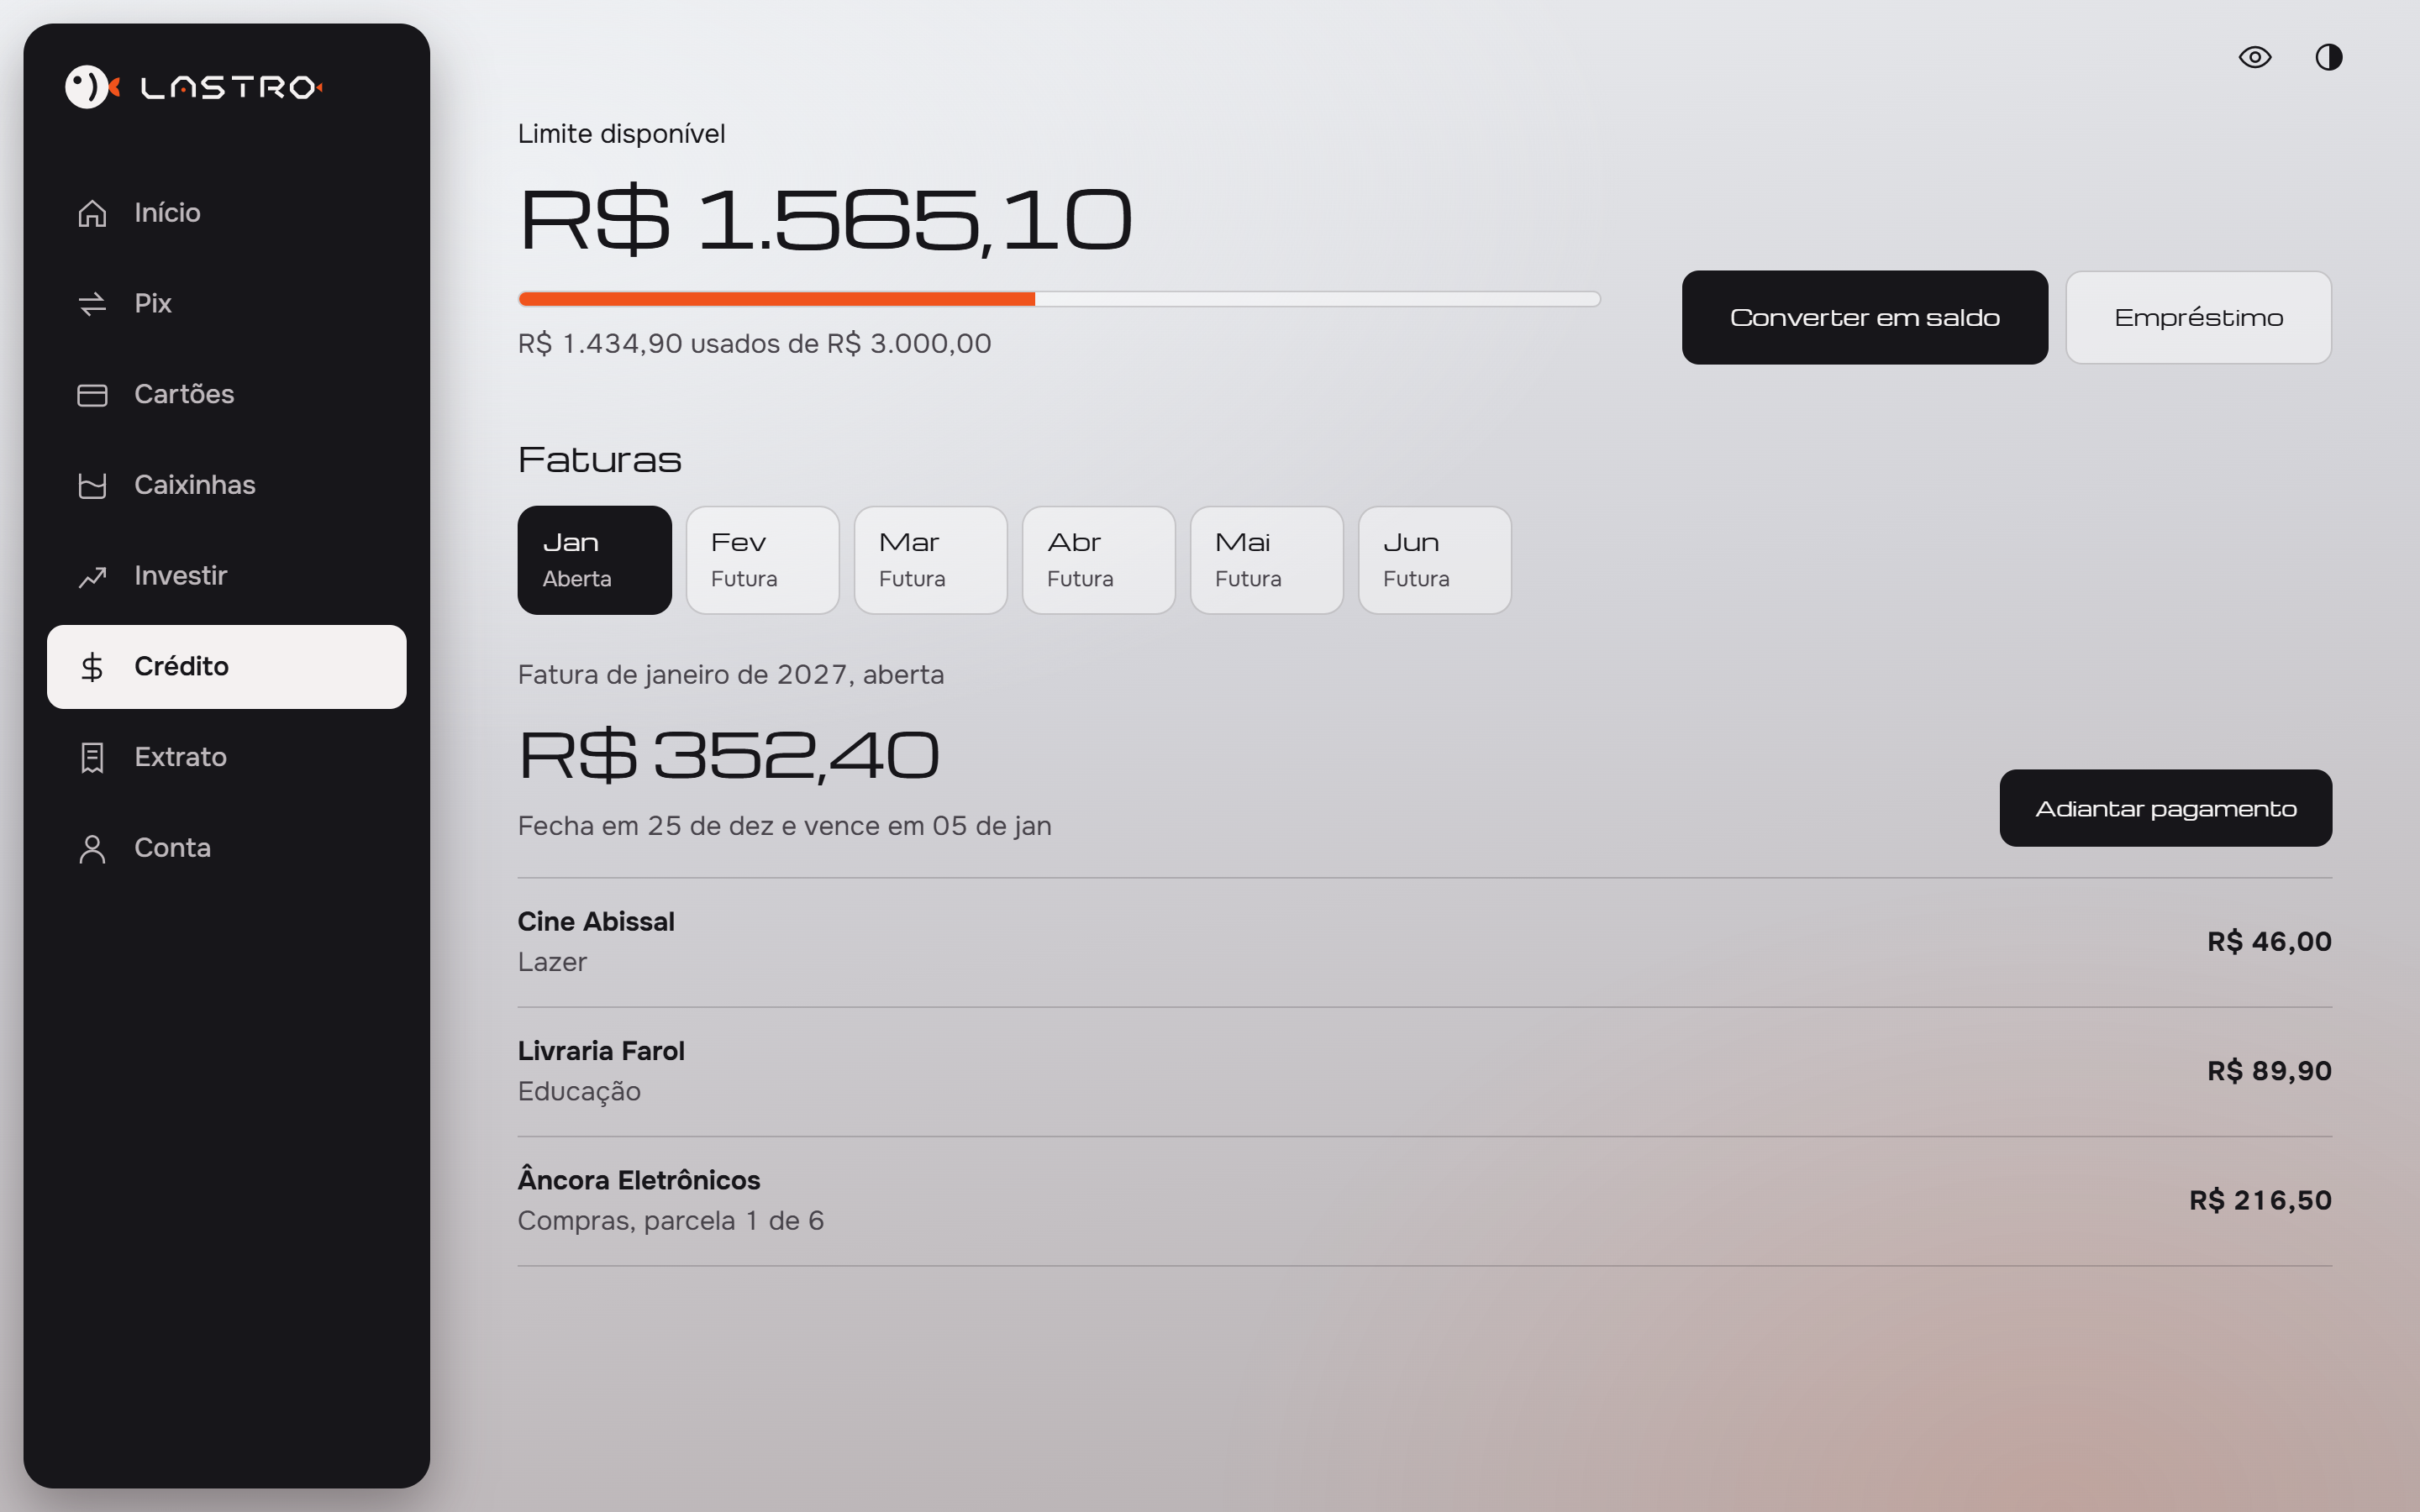 LASTRO
Início
Pix
Cartões
Caixinhas
Investir
Crédito
Extrato
Conta
Limite disponível
R$ 1.565,10
R$ 1.434,90 usados de R$ 3.000,00
Converter em saldo
Empréstimo
Faturas
Jan
Aberta
Fev
Futura
Mar
Futura
Abr
Futura
Mai
Futura
Jun
Futura
Fatura de janeiro de 2027, aberta
R$ 352,40
Fecha em 25 de dez e vence em 05 de jan
Adiantar pagamento
Cine Abissal
Lazer
R$ 46,00
Livraria Farol
Educação
R$ 89,90
Âncora Eletrônicos
Compras, parcela 1 de 6
R$ 216,50